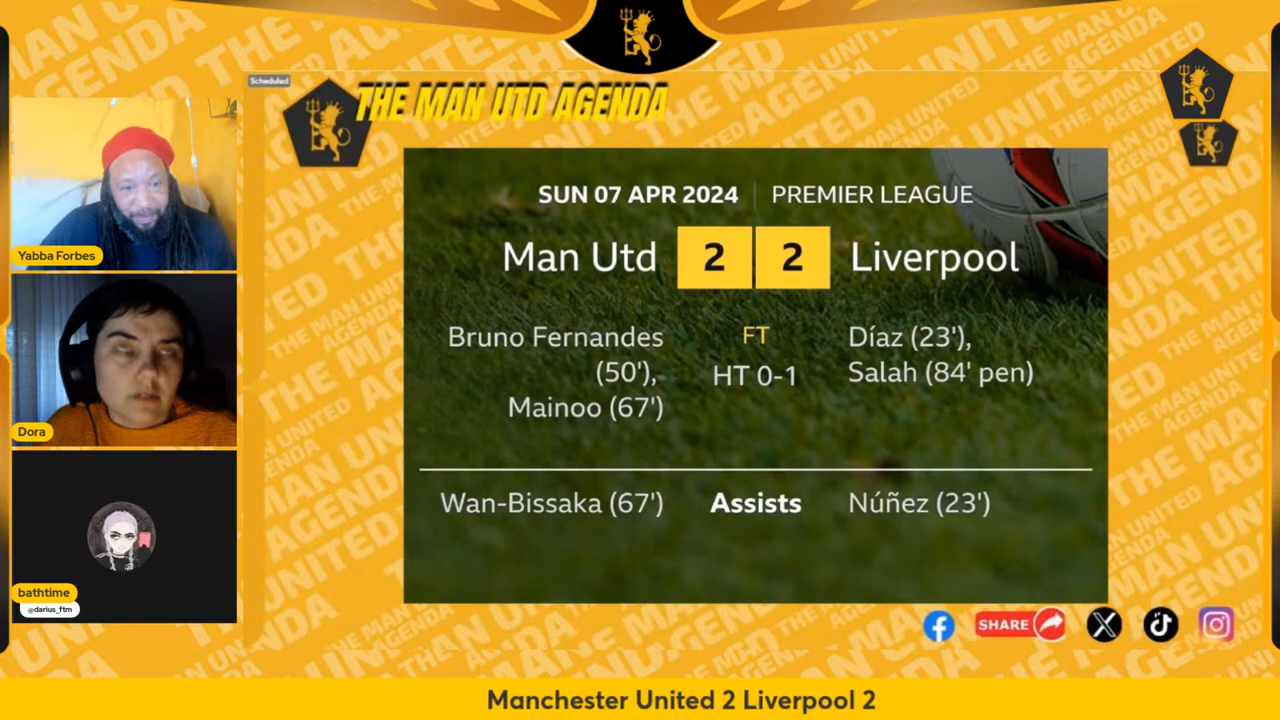 Scheduled
THE MAN UTD AGENDA
SUN 07 APR 2024 | PREMIER LEAGUE
Man Utd 2 2 Liverpool
Bruno Fernandes FT Díaz (23'),
(50'), HT 0-1 Salah (84' pen)
Mainoo (67')
Wan-Bissaka (67') Assists Núñez (23')
Yabba Forbes
Dora
bathtime
@darius_ftm
SHARE
Manchester United 2 Liverpool 2